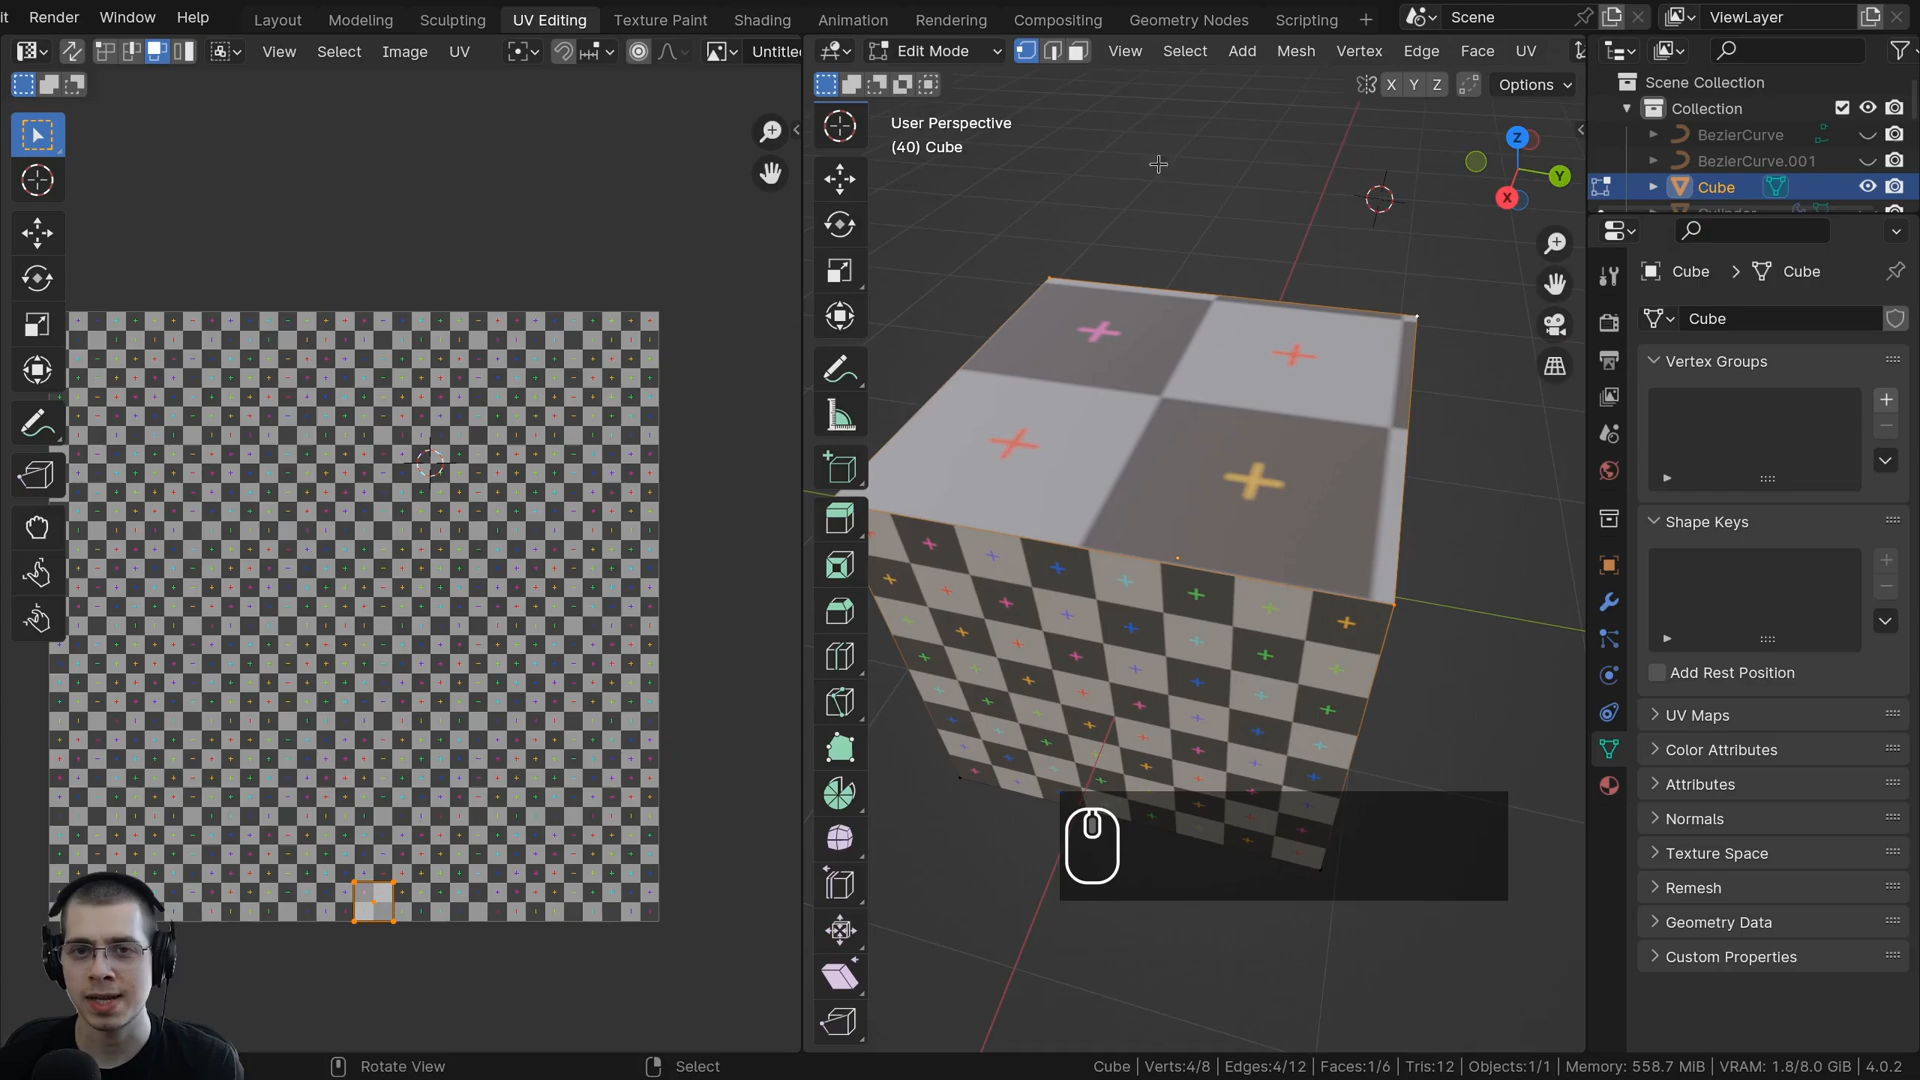 it Render Window Help Layout Modeling Sculpting UV Editing Texture Paint Shading Animation Rendering Compositing Geometry Nodes Scripting + Scene ViewLayer
View Select Image UV Untitle
Edit Mode View Select Add Mesh Vertex Edge Face UV
X Y Z Options
Scene Collection
Collection
BezierCurve
BezierCurve.001
Cube
Cylinder
User Perspective
(40) Cube
Z
Y
X
Cube > Cube
Cube
Vertex Groups
Shape Keys
Add Rest Position
UV Maps
Color Attributes
Attributes
Normals
Texture Space
Remesh
Geometry Data
Custom Properties
Rotate View Select Cube | Verts:4/8 | Edges:4/12 | Faces:1/6 | Tris:12 | Objects:1/1 | Memory: 558.7 MiB | VRAM: 1.8/8.0 GiB | 4.0.2